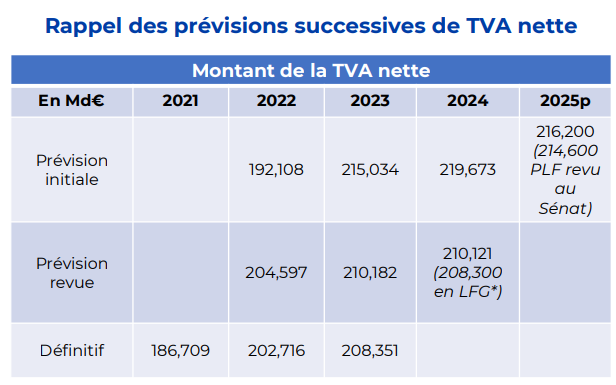 Rappel des prévisions successives de TVA nette
Montant de la TVA nette
En Md€ 2021 2022 2023 2024 2025p
Prévision initiale 192,108 215,034 219,673 216,200 (214,600 PLF revu au Sénat)
Prévision revue 204,597 210,182 210,121 (208,300 en LFG*)
Définitif 186,709 202,716 208,351